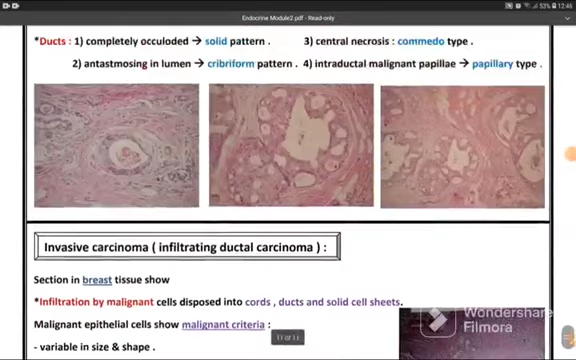 12:46
53%
Endocrine Module2.pdf - Read-only
*Ducts : 1) completely occuloded → solid pattern . 3) central necrosis : commedo type .
2) antastmosing in lumen → cribriform pattern . 4) intraductal malignant papillae → papillary type .
Invasive carcinoma ( infiltrating ductal carcinoma ) :
Section in breast tissue show
*Infiltration by malignant cells disposed into cords , ducts and solid cell sheets.
Malignant epithelial cells show malignant criteria :
- variable in size & shape .
Wondershare
Filmora